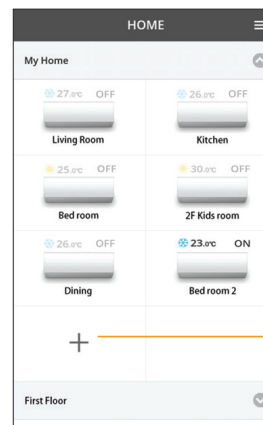 HOME
My Home
27.0°C OFF 26.0°C OFF
Living Room Kitchen
25.0°C OFF 30.0°C OFF
Bed room 2F Kids room
26.0°C OFF 23.0°C ON
Dining Bed room 2
+
First Floor